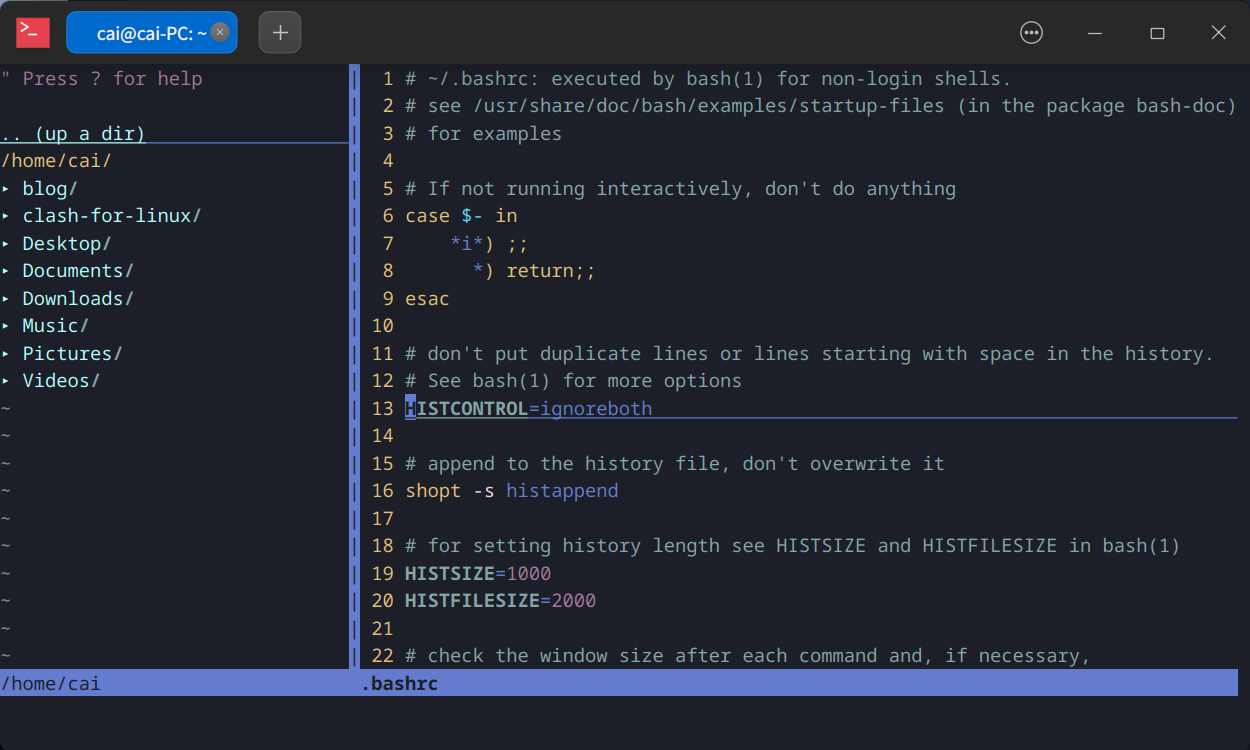 cai@cai-PC: ~
" Press ? for help
.. (up a dir)
/home/cai/
▸ blog/
▸ clash-for-linux/
▸ Desktop/
▸ Documents/
▸ Downloads/
▸ Music/
▸ Pictures/
▸ Videos/
~
~
~
~
~
~
~
~
~
~
/home/cai
1 # ~/.bashrc: executed by bash(1) for non-login shells.
2 # see /usr/share/doc/bash/examples/startup-files (in the package bash-doc)
3 # for examples
4
5 # If not running interactively, don't do anything
6 case $- in
7     *i*) ;;
8       *) return;;
9 esac
10
11 # don't put duplicate lines or lines starting with space in the history.
12 # See bash(1) for more options
13 HISTCONTROL=ignoreboth
14
15 # append to the history file, don't overwrite it
16 shopt -s histappend
17
18 # for setting history length see HISTSIZE and HISTFILESIZE in bash(1)
19 HISTSIZE=1000
20 HISTFILESIZE=2000
21
22 # check the window size after each command and, if necessary,
.bashrc